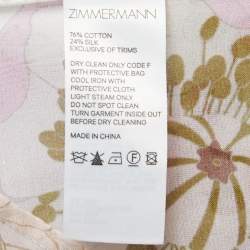 ZIMMERMANN
76% COTTON
24% SILK
EXCLUSIVE OF TRIMS
DRY CLEAN ONLY CODE F
WITH PROTECTIVE BAG
COOL IRON WITH
PROTECTIVE CLOTH
LIGHT STEAM ONLY
DO NOT SPOT CLEAN
TURN GARMENT INSIDE OUT
BEFORE DRY CLEANING
MADE IN CHINA
F